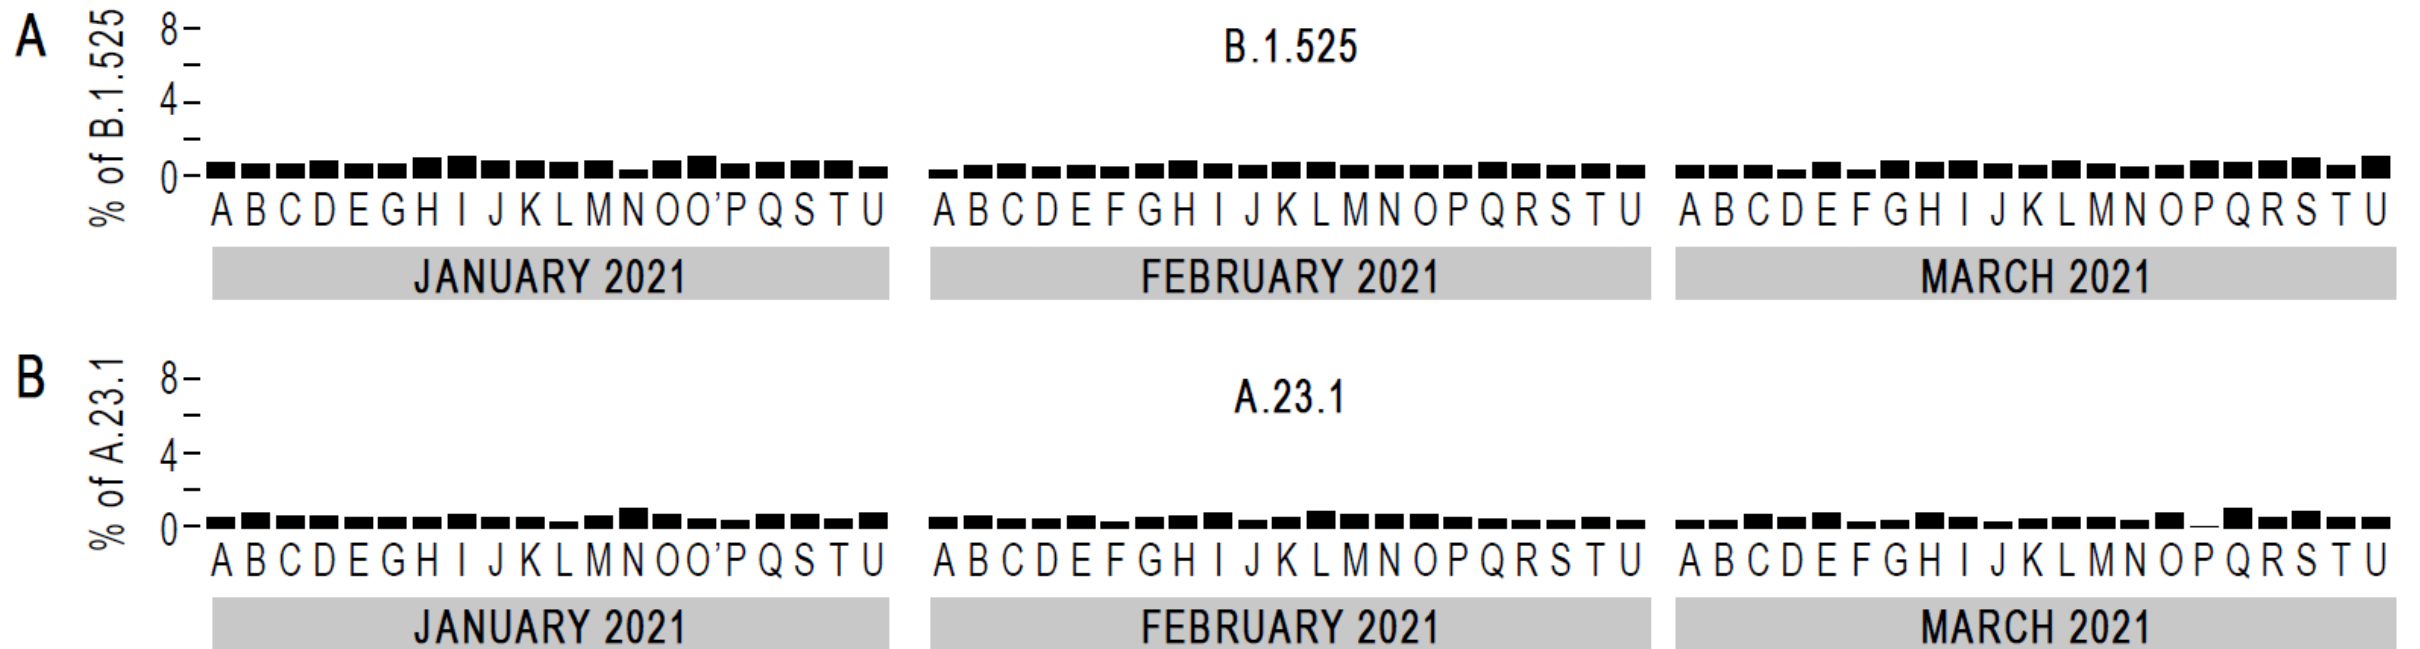 A
% of B.1.525
8
4
0
B.1.525
A B C D E G H I J K L M N O O' P Q S T U
A B C D E F G H I J K L M N O P Q R S T U
A B C D E F G H I J K L M N O P Q R S T U
JANUARY 2021
FEBRUARY 2021
MARCH 2021
B
% of A.23.1
8
4
0
A.23.1
A B C D E G H I J K L M N O O' P Q S T U
A B C D E F G H I J K L M N O P Q R S T U
A B C D E F G H I J K L M N O P Q R S T U
JANUARY 2021
FEBRUARY 2021
MARCH 2021